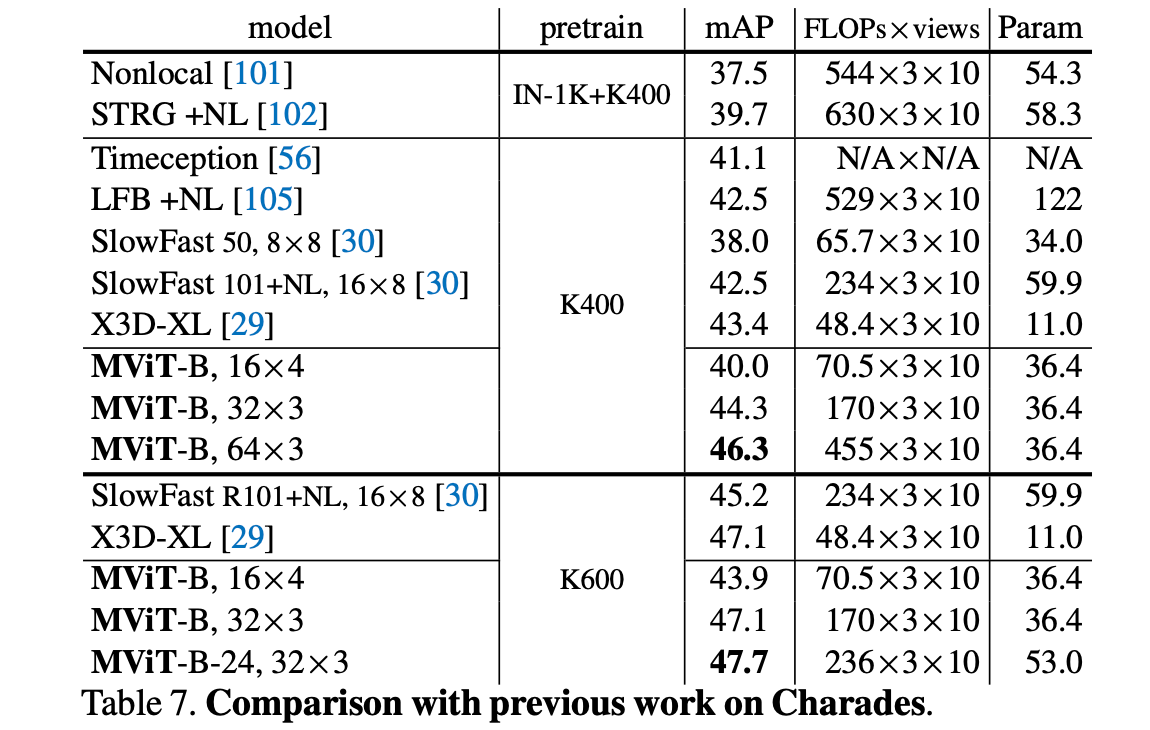 model pretrain mAP FLOPs×views Param
Nonlocal [101] IN-1K+K400 37.5 544×3×10 54.3
STRG +NL [102] 39.7 630×3×10 58.3
Timeception [56] K400 41.1 N/A×N/A N/A
LFB +NL [105] 42.5 529×3×10 122
SlowFast 50, 8×8 [30] 38.0 65.7×3×10 34.0
SlowFast 101+NL, 16×8 [30] 42.5 234×3×10 59.9
X3D-XL [29] 43.4 48.4×3×10 11.0
MViT-B, 16×4 40.0 70.5×3×10 36.4
MViT-B, 32×3 44.3 170×3×10 36.4
MViT-B, 64×3 46.3 455×3×10 36.4
SlowFast R101+NL, 16×8 [30] K600 45.2 234×3×10 59.9
X3D-XL [29] 47.1 48.4×3×10 11.0
MViT-B, 16×4 43.9 70.5×3×10 36.4
MViT-B, 32×3 47.1 170×3×10 36.4
MViT-B-24, 32×3 47.7 236×3×10 53.0
Table 7. Comparison with previous work on Charades.